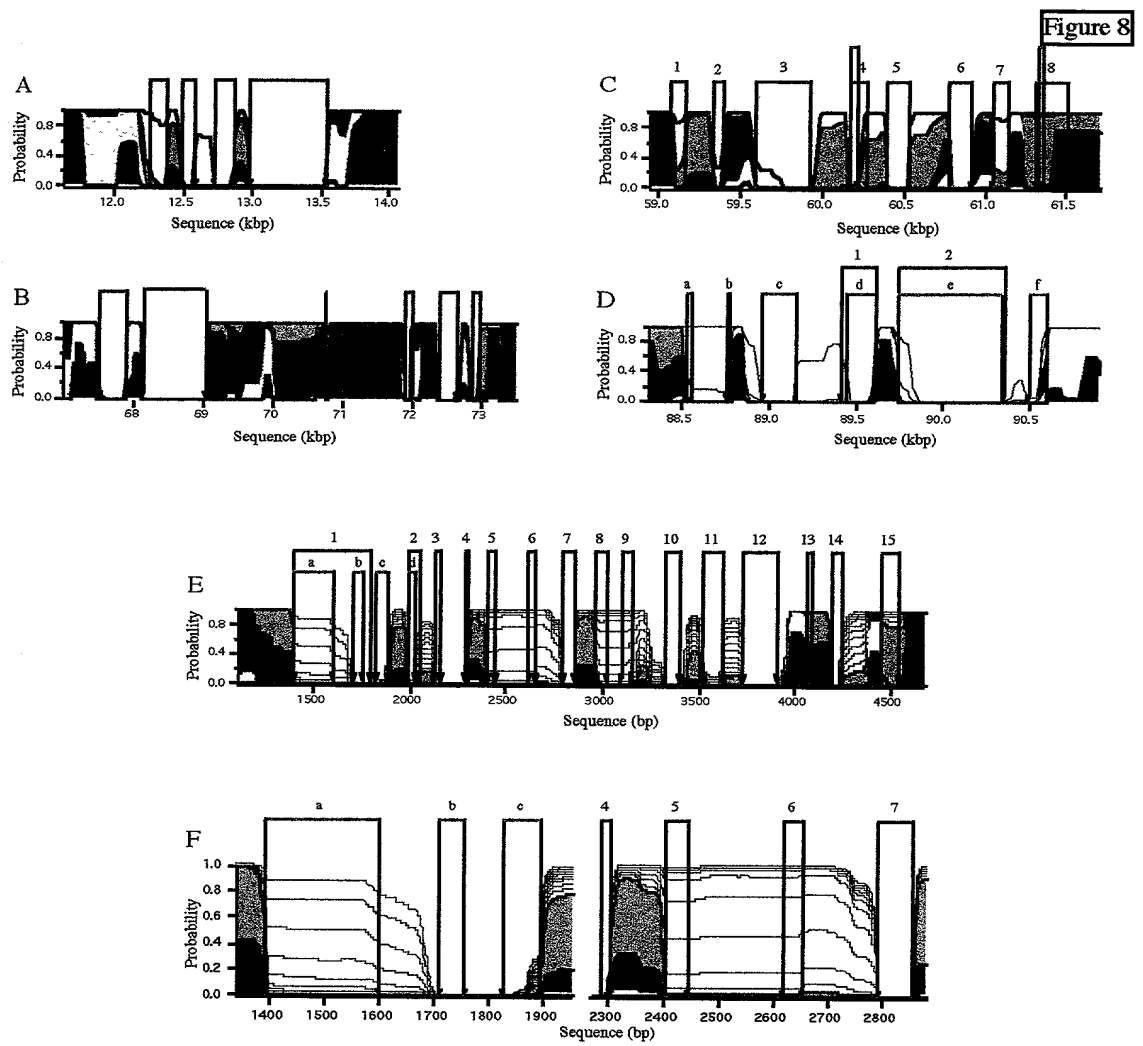 Figure 8
A
Probability
0.8
0.4
0.0
12.0 12.5 13.0 13.5 14.0
Sequence (kbp)
C
1 2 3 4 5 6 7 8
Probability
0.8
0.4
0.0
59.0 59.5 60.0 60.5 61.0 61.5
Sequence (kbp)
B
Probability
0.8
0.4
0.0
68 69 70 71 72 73
Sequence (kbp)
D
1 2
a b c d e f
Probability
0.8
0.4
0.0
88.5 89.0 89.5 90.0 90.5
Sequence (kbp)
E
1 2 3 4 5 6 7 8 9 10 11 12 13 14 15
a b c d
Probability
0.8
0.4
0.0
1500 2000 2500 3000 3500 4000 4500
Sequence (bp)
F
a b c 4 5 6 7
Probability
1.0
0.8
0.6
0.4
0.2
0.0
1400 1500 1600 1700 1800 1900 2300 2400 2500 2600 2700 2800
Sequence (bp)